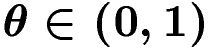 θ ∈ (0, 1)